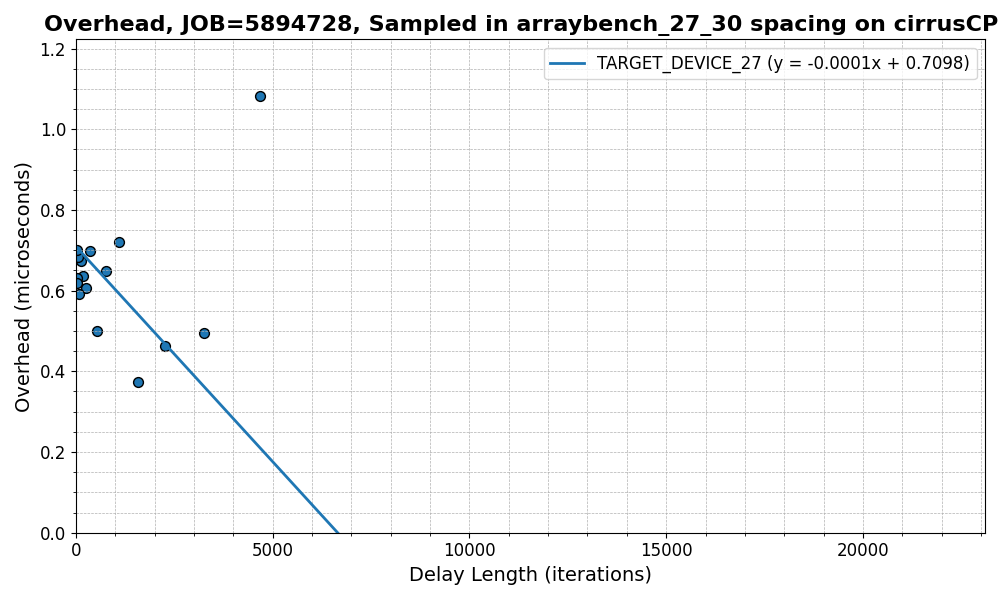 Overhead, JOB=5894728, Sampled in arraybench_27_30 spacing on cirrusCP
TARGET_DEVICE_27 (y = -0.0001x + 0.7098)
Overhead (microseconds)
1.2
1.0
0.8
0.6
0.4
0.2
0.0
0 5000 10000 15000 20000
Delay Length (iterations)